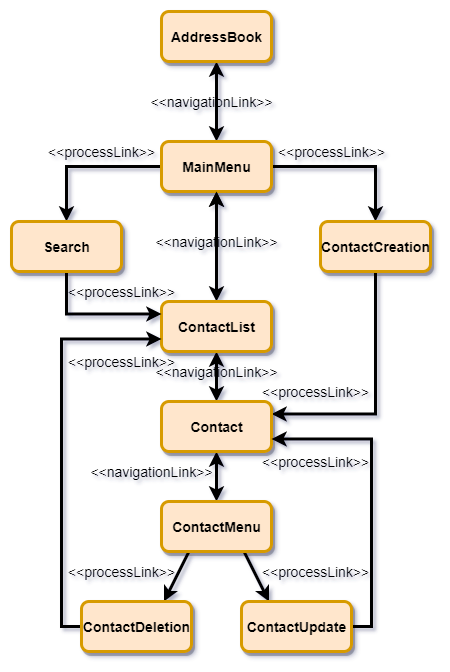 AddressBook
<<navigationLink>>
<<processLink>>
<<processLink>>
MainMenu
Search
<<navigationLink>>
ContactCreation
<<processLink>>
ContactList
<<processLink>>
<<navigationLink>>
<<processLink>>
Contact
<<navigationLink>>
<<processLink>>
ContactMenu
<<processLink>>
<<processLink>>
ContactDeletion
ContactUpdate